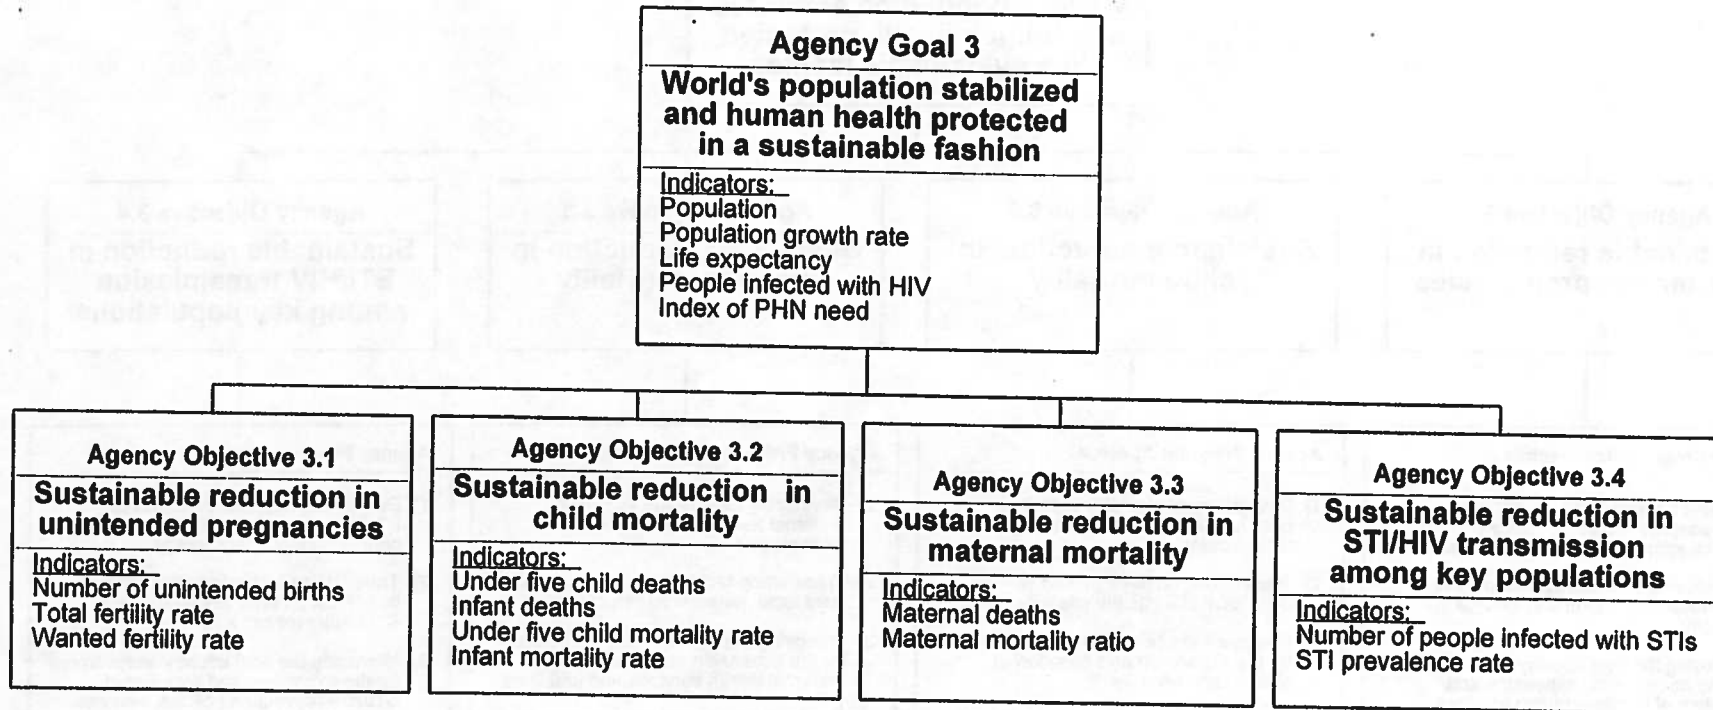 Agency Goal 3
World's population stabilized
and human health protected
in a sustainable fashion
Indicators:
Population
Population growth rate
Life expectancy
People infected with HIV
Index of PHN need
Agency Objective 3.1
Sustainable reduction in
unintended pregnancies
Indicators:
Number of unintended births
Total fertility rate
Wanted fertility rate
Agency Objective 3.2
Sustainable reduction in
child mortality
Indicators:
Under five child deaths
Infant deaths
Under five child mortality rate
Infant mortality rate
Agency Objective 3.3
Sustainable reduction in
maternal mortality
Indicators:
Maternal deaths
Maternal mortality ratio
Agency Objective 3.4
Sustainable reduction in
STI/HIV transmission
among key populations
Indicators:
Number of people infected with STIs
STI prevalence rate